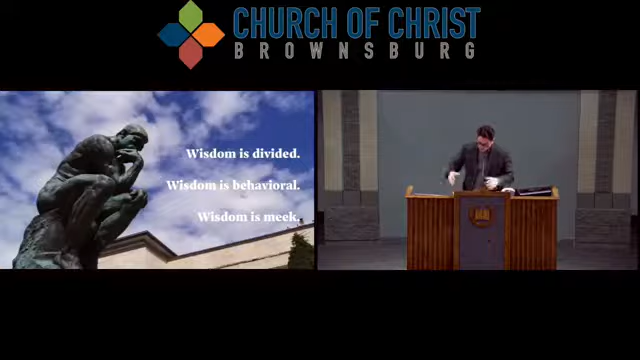 CHURCH OF CHRIST
BROWNSBURG
Wisdom is divided.
Wisdom is behavioral.
Wisdom is meek.